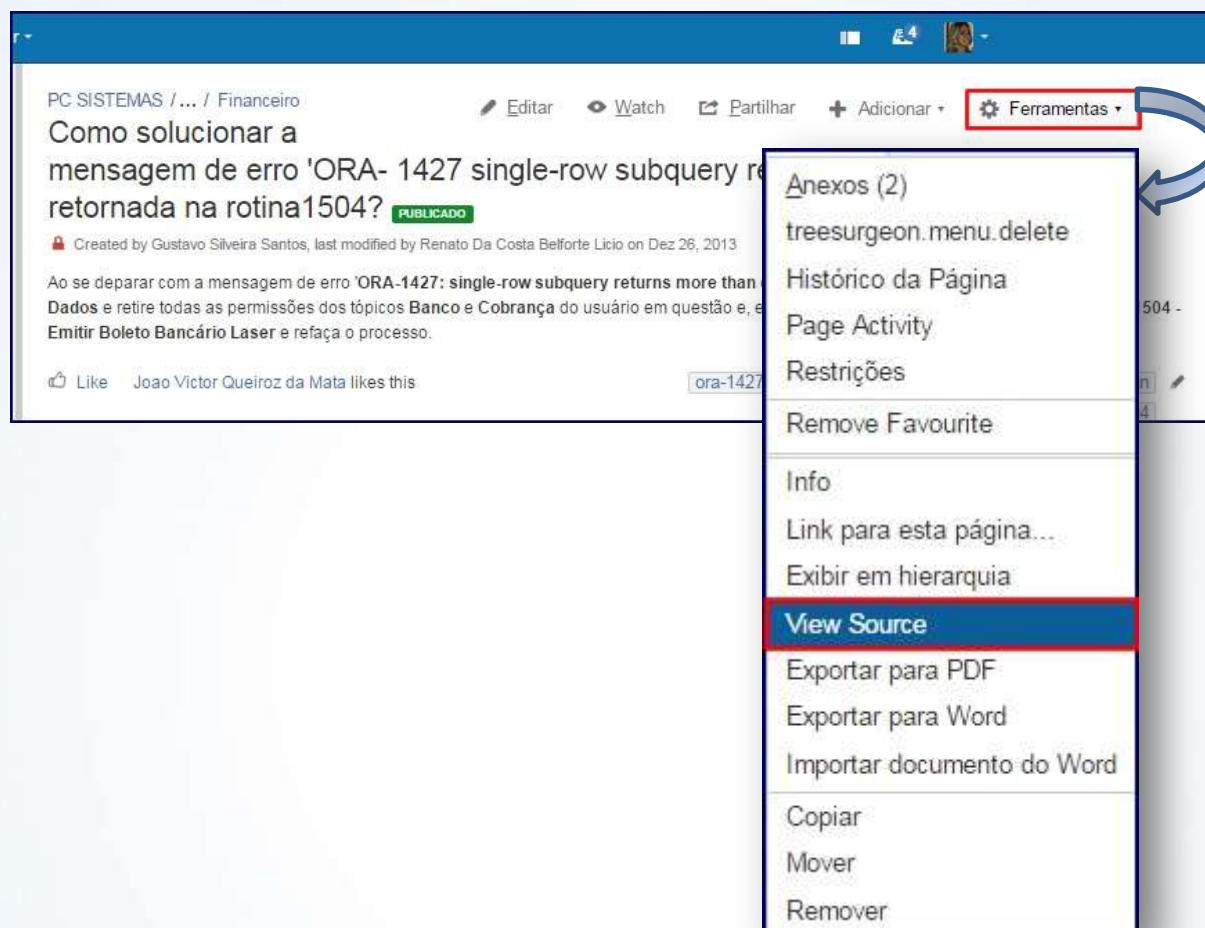 r
4
PC SISTEMAS / ... / Financeiro
Editar Watch Partilhar Adicionar Ferramentas
Como solucionar a
mensagem de erro 'ORA- 1427 single-row subquery
retornada na rotina1504? PUBLICADO
Created by Gustavo Silveira Santos, last modified by Renato Da Costa Belforte Licio on Dez 26, 2013
Ao se deparar com a mensagem de erro 'ORA-1427: single-row subquery returns more than
Dados e retire todas as permissões dos tópicos Banco e Cobrança do usuário em questão e, e 504 -
Emitir Boleto Bancário Laser e refaça o processo.
Like Joao Victor Queiroz da Mata likes this
ora-1427 n
4
Anexos (2)
treesurgeon.menu.delete
Histórico da Página
Page Activity
Restrições
Remove Favourite
Info
Link para esta página...
Exibir em hierarquia
View Source
Exportar para PDF
Exportar para Word
Importar documento do Word
Copiar
Mover
Remover